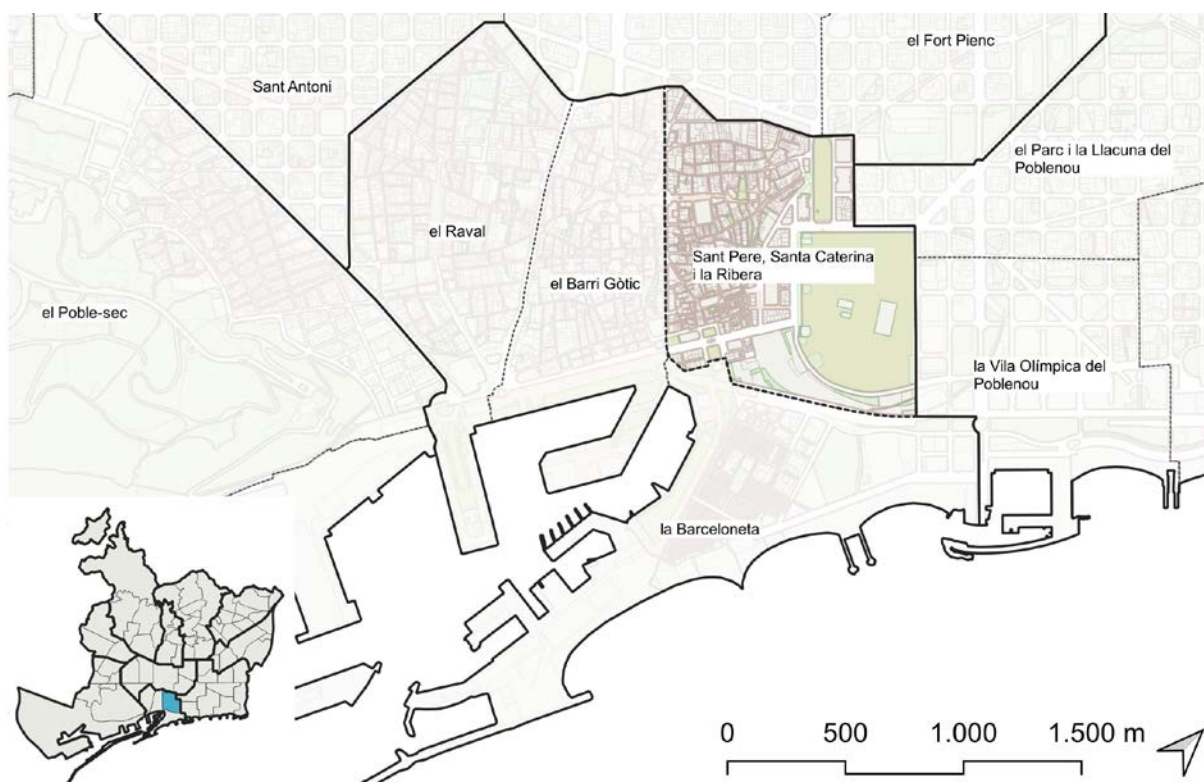 el Fort Pienc
Sant Antoni
el Parc i la Llacuna del
Poblenou
el Raval
Sant Pere, Santa Caterina
i la Ribera
el Barri Gòtic
el Poble-sec
la Vila Olímpica del
Poblenou
la Barceloneta
0 500 1.000 1.500 m